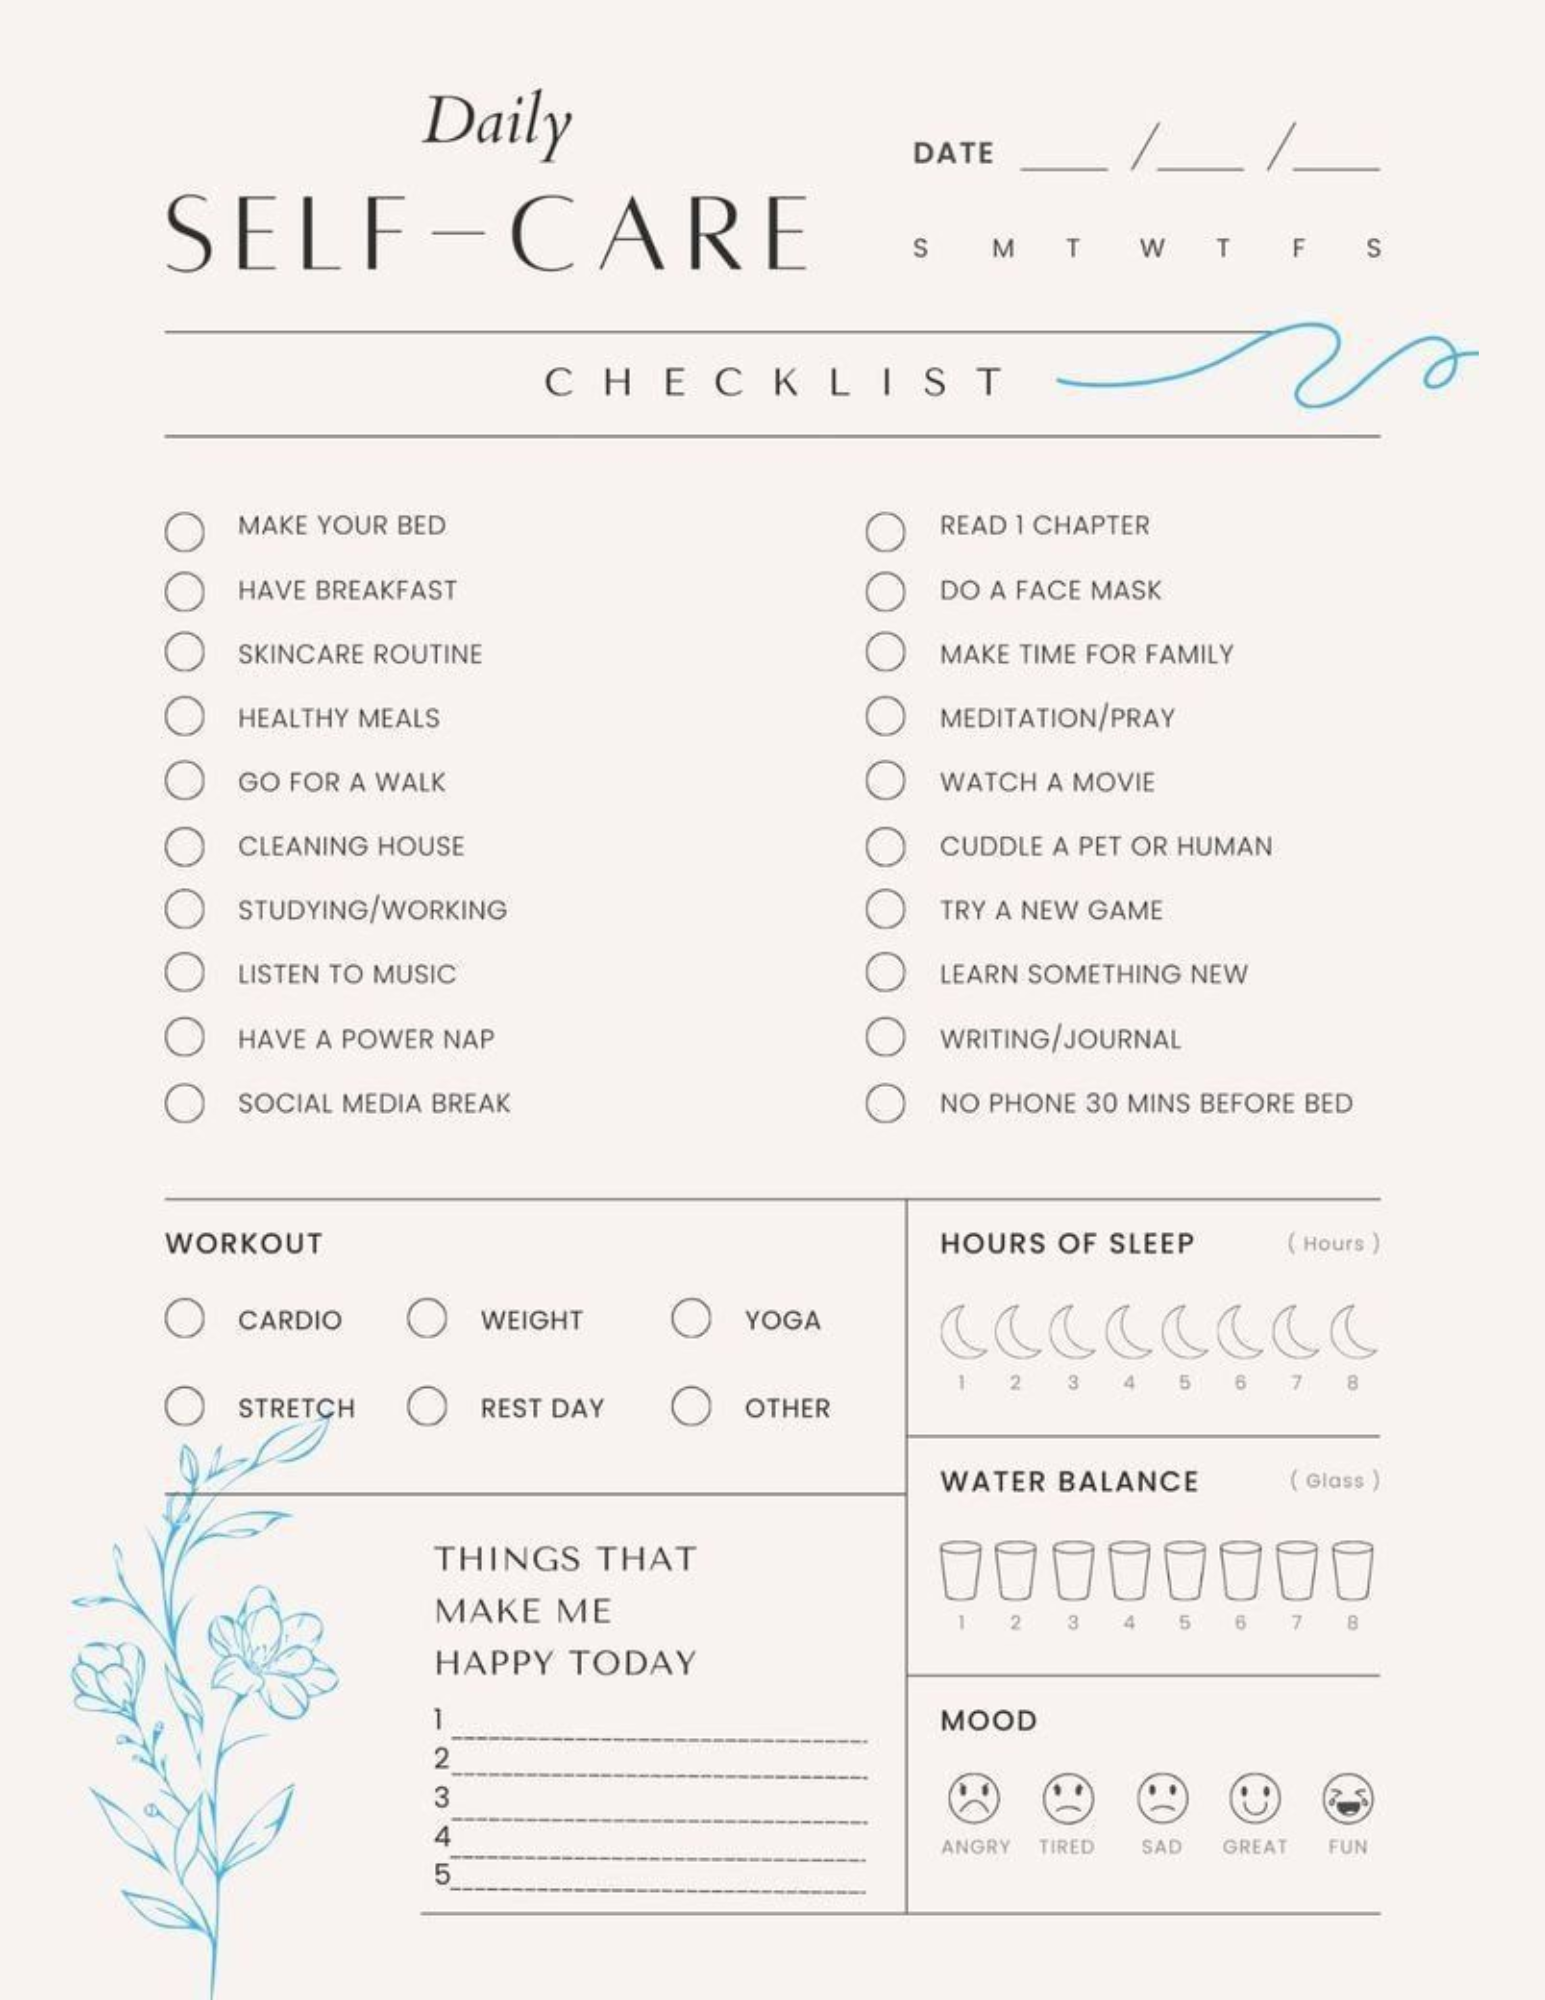 Daily
SELF-CARE
DATE ___ /___ /___
S M T W T F S
CHECKLIST
MAKE YOUR BED
HAVE BREAKFAST
SKINCARE ROUTINE
HEALTHY MEALS
GO FOR A WALK
CLEANING HOUSE
STUDYING/WORKING
LISTEN TO MUSIC
HAVE A POWER NAP
SOCIAL MEDIA BREAK
READ 1 CHAPTER
DO A FACE MASK
MAKE TIME FOR FAMILY
MEDITATION/PRAY
WATCH A MOVIE
CUDDLE A PET OR HUMAN
TRY A NEW GAME
LEARN SOMETHING NEW
WRITING/JOURNAL
NO PHONE 30 MINS BEFORE BED
WORKOUT
CARDIO WEIGHT YOGA
STRETCH REST DAY OTHER
THINGS THAT
MAKE ME
HAPPY TODAY
1
2
3
4
5
HOURS OF SLEEP ( Hours )
1 2 3 4 5 6 7 8
WATER BALANCE ( Glass )
1 2 3 4 5 6 7 8
MOOD
ANGRY TIRED SAD GREAT FUN